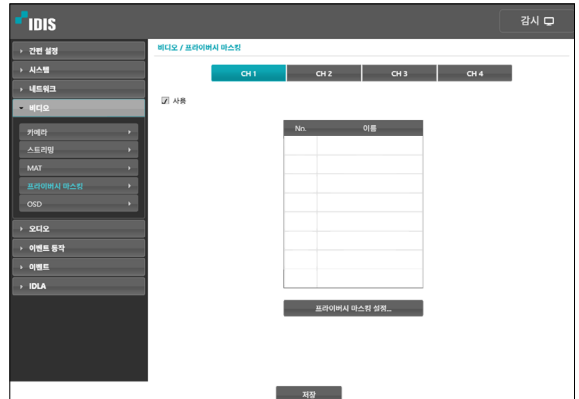 IDIS
감시
간편 설정
시스템
네트워크
비디오
카메라
스트리밍
MAT
프라이버시 마스킹
OSD
오디오
이벤트 동작
이벤트
IDLA
비디오 / 프라이버시 마스킹
CH 1 CH 2 CH 3 CH 4
사용
No. 이름
프라이버시 마스킹 설정...
저장